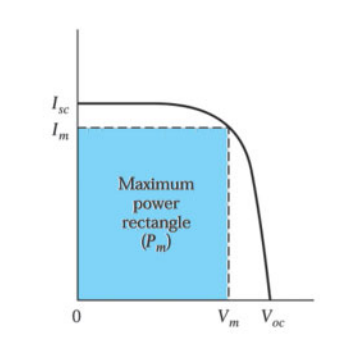 I_sc
I_m
Maximum
power
rectangle
(P_m)
0
V_m
V_oc